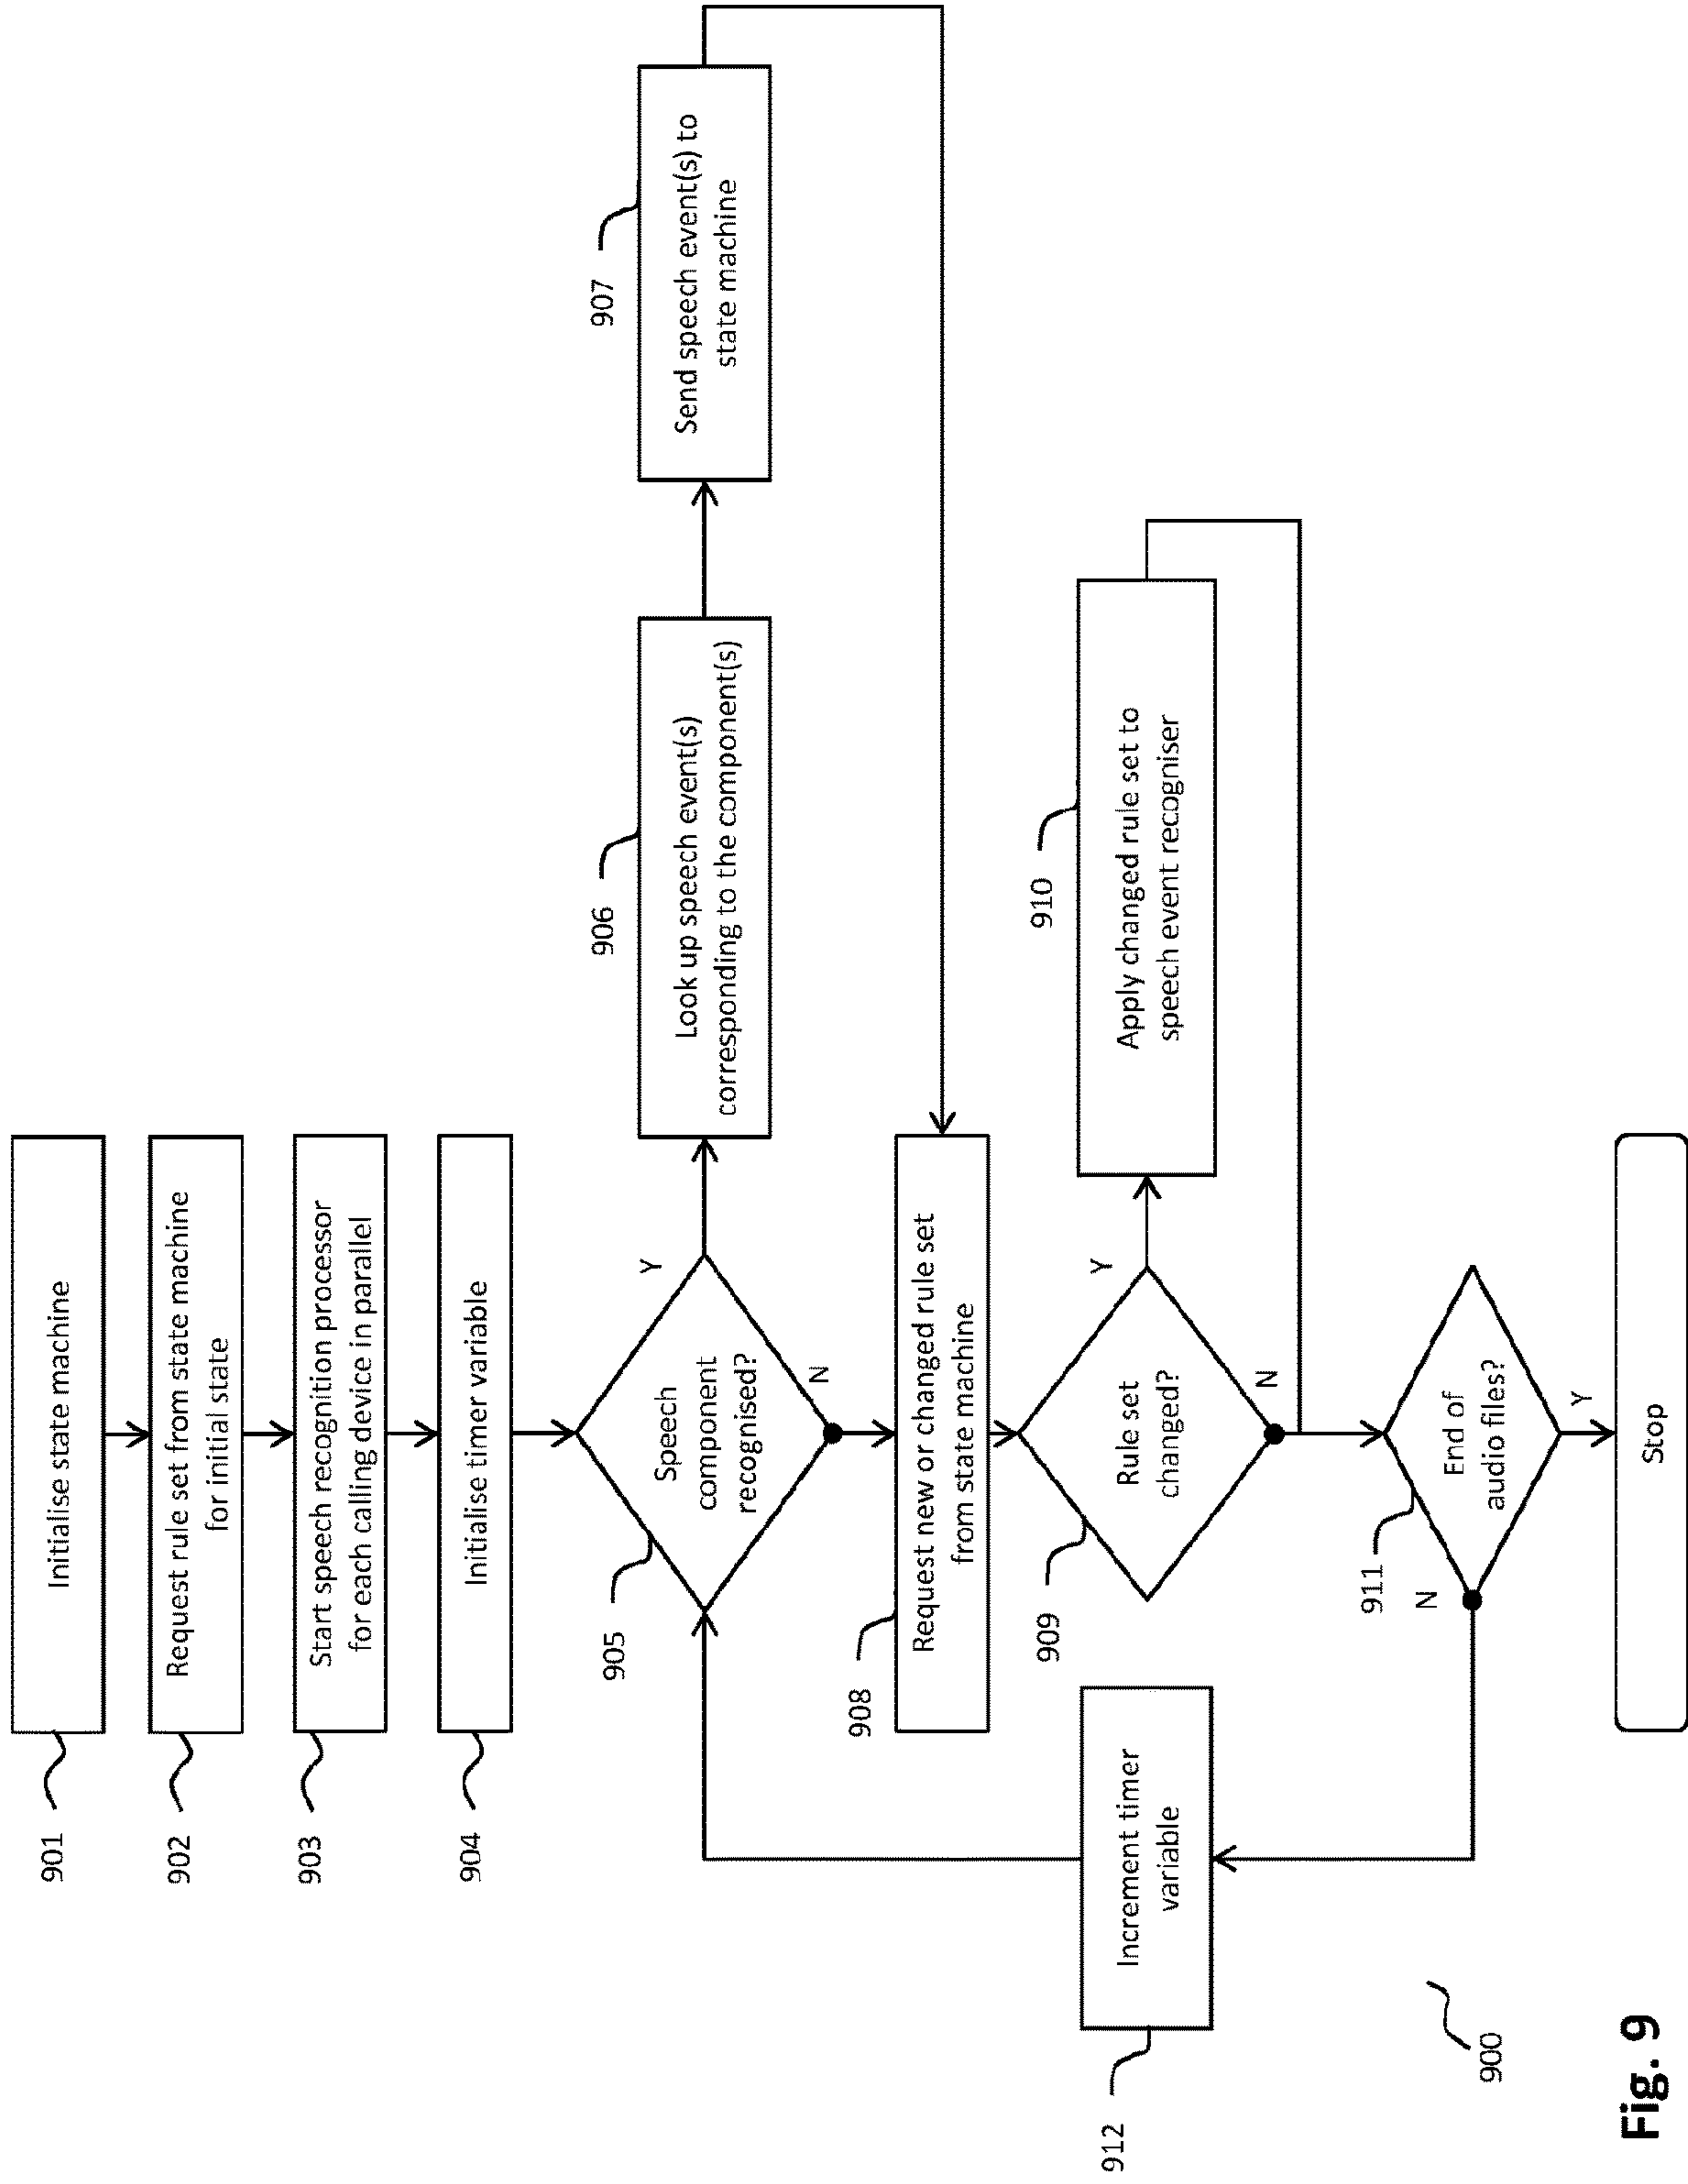 901
Initialise state machine
902
Request rule set from state machine
for initial state
903
Start speech recognition processor
for each calling device in parallel
904
Initialise timer variable
905
Speech
component
recognised?
Y
N
906
Look up speech event(s)
corresponding to the component(s)
907
Send speech event(s) to
state machine
908
Request new or changed rule set
from state machine
909
Rule set
changed?
Y
N
910
Apply changed rule set to
speech event recogniser
911
End of
audio files?
N
Y
912
Increment timer
variable
Stop
900
Fig. 9